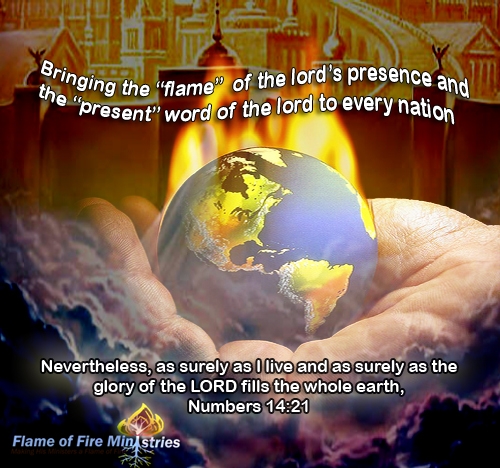 Bringing the “flame” of the lord's presence and
the “present” word of the lord to every nation
Nevertheless, as surely as I live and as surely as the
glory of the LORD fills the whole earth,
Numbers 14:21
Flame of Fire Ministries